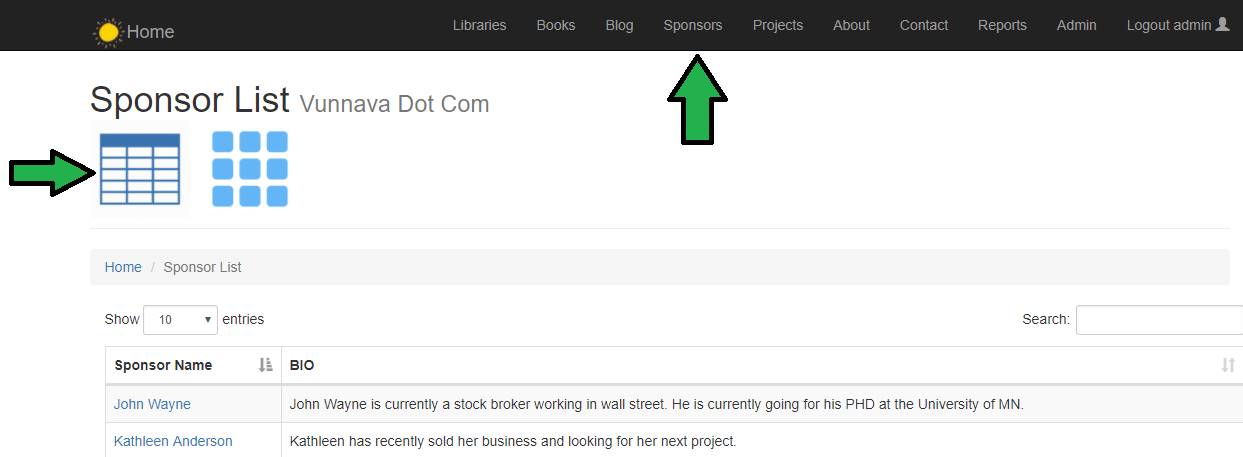 Home Libraries Books Blog Sponsors Projects About Contact Reports Admin Logout admin
Sponsor List Vunnava Dot Com
Home / Sponsor List
Show 10 entries Search:
Sponsor Name BIO
John Wayne John Wayne is currently a stock broker working in wall street. He is currently going for his PHD at the University of MN.
Kathleen Anderson Kathleen has recently sold her business and looking for her next project.